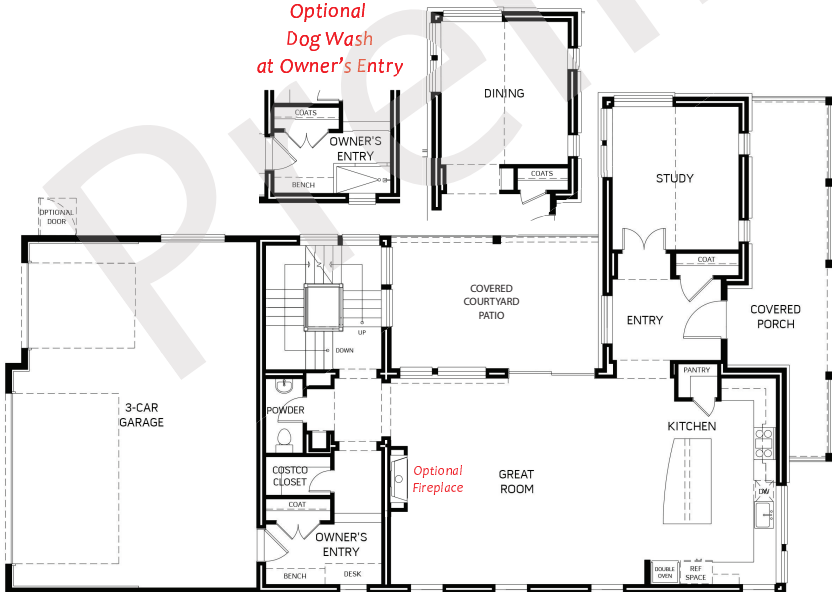 Optional
Dog Wash
at Owner's Entry
COATS
OWNER'S
ENTRY
BENCH
DINING
COATS
STUDY
COAT
ENTRY
COVERED
PORCH
OPTIONAL
DOOR
COVERED
COURTYARD
PATIO
UP
DOWN
3-CAR
GARAGE
POWDER
PANTRY
KITCHEN
COSTCO
CLOSET
Optional
Fireplace
GREAT
ROOM
DW
COAT
OWNER'S
ENTRY
BENCH
DESK
DOUBLE
OVEN
REF
SPACE